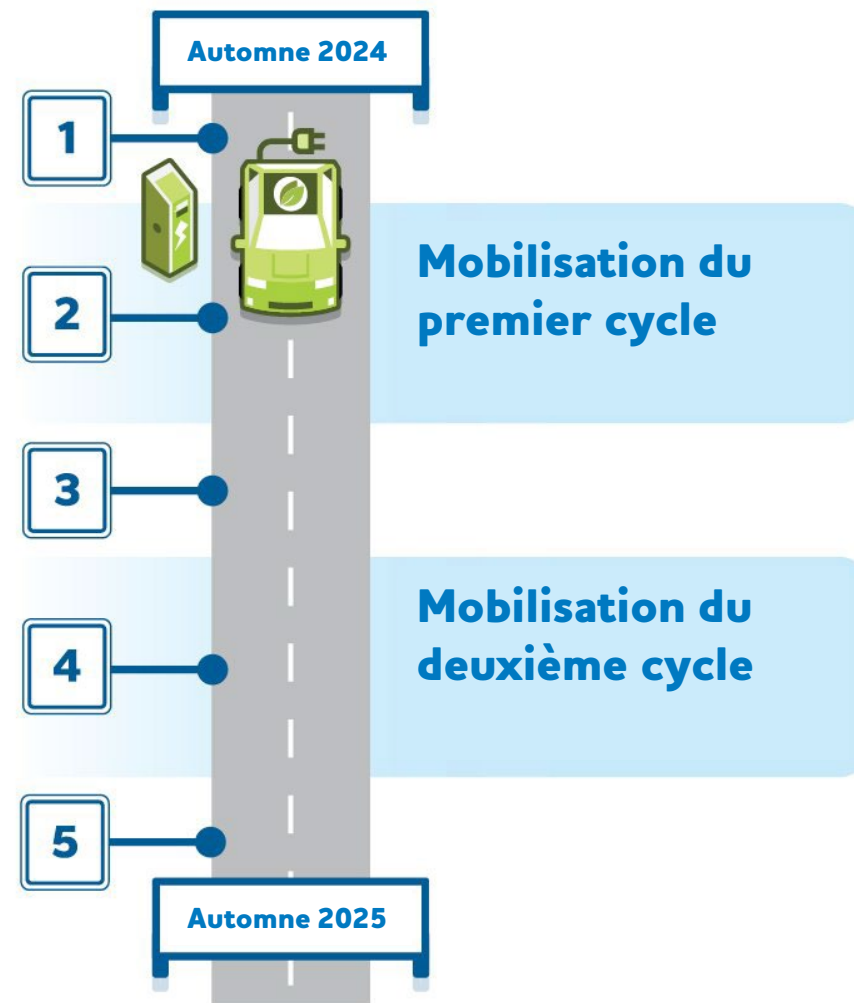 Automne 2024
1
2
Mobilisation du
premier cycle
3
4
Mobilisation du
deuxième cycle
5
Automne 2025